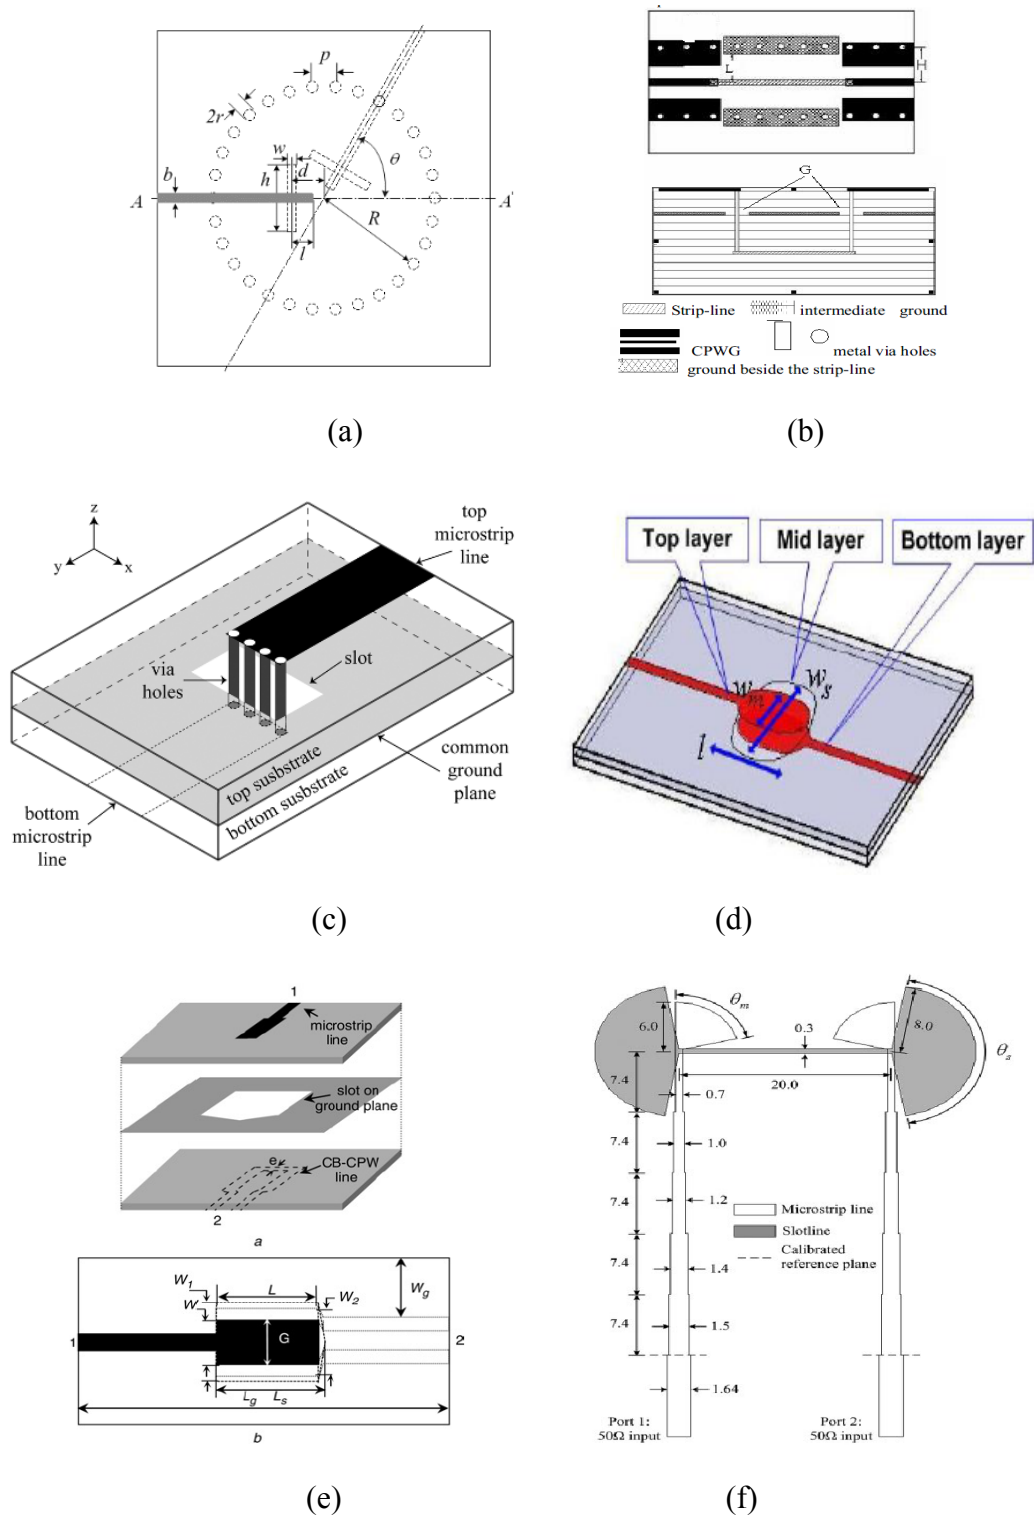 p
2r
w
d
h
b
θ
A
A'
R
l
(a)
L
H
G
Strip-line
intermediate ground
CPWG
metal via holes
ground beside the strip-line
(b)
z
y
x
top
microstrip
line
via
holes
slot
top susbstrate
bottom susbstrate
common
ground
plane
bottom
microstrip
line
(c)
Top layer
Mid layer
Bottom layer
wm
ws
l
(d)
1
microstrip
line
slot on
ground plane
e
CB-CPW
line
2
a
W1
L
W2
Wg
W
1
G
2
Lg
Ls
b
(e)
θm
6.0
0.3
8.0
θs
20.0
7.4
0.7
7.4
1.0
7.4
1.2
Microstrip line
Slotline
Calibrated
reference plane
7.4
1.4
7.4
1.5
1.64
Port 1:
50Ω input
Port 2:
50Ω input
(f)